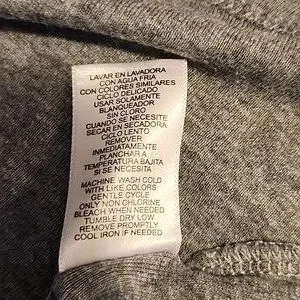 LAVAR EN LAVADORA
CON AGUA FRIA
CON COLORES SIMILARES
CICLO DELICADO
USAR SOLAMENTE
BLANQUEADOR
SIN CLORO
CUANDO SE NECESITE
SECAR EN SECADORA
CICLO LENTO
REMOVER
INMEDIATAMENTE
PLANCHAR A
TEMPERATURA BAJITA
SI SE NECESITA
MACHINE WASH COLD
WITH LIKE COLORS
GENTLE CYCLE
ONLY NON CHLORINE
BLEACH WHEN NEEDED
TUMBLE DRY LOW
REMOVE PROMPTLY
COOL IRON IF NEEDED